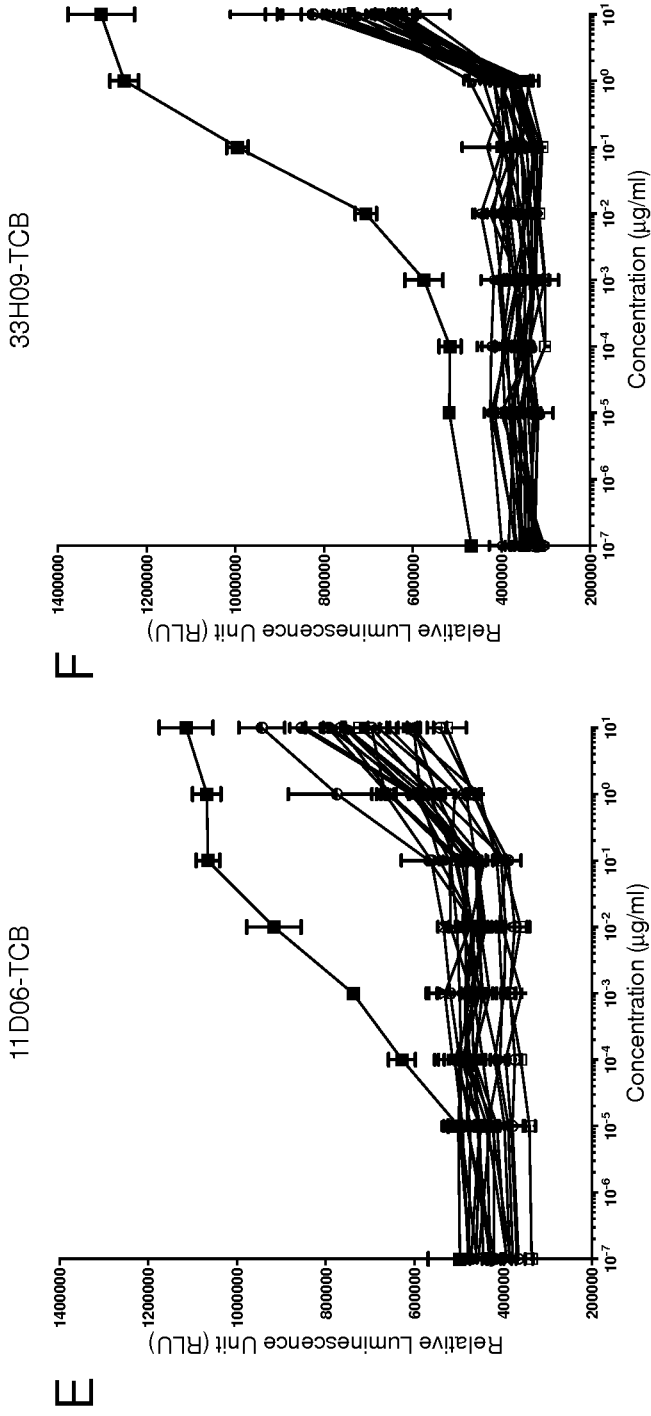 E
11D06-TCB
Relative Luminescence Unit (RLU)
1400000
1200000
1000000
800000
600000
400000
200000
10⁻⁷ 10⁻⁶ 10⁻⁵ 10⁻⁴ 10⁻³ 10⁻² 10⁻¹ 10⁰ 10¹
Concentration (µg/ml)
F
33H09-TCB
Relative Luminescence Unit (RLU)
1400000
1200000
1000000
800000
600000
400000
200000
10⁻⁷ 10⁻⁶ 10⁻⁵ 10⁻⁴ 10⁻³ 10⁻² 10⁻¹ 10⁰ 10¹
Concentration (µg/ml)